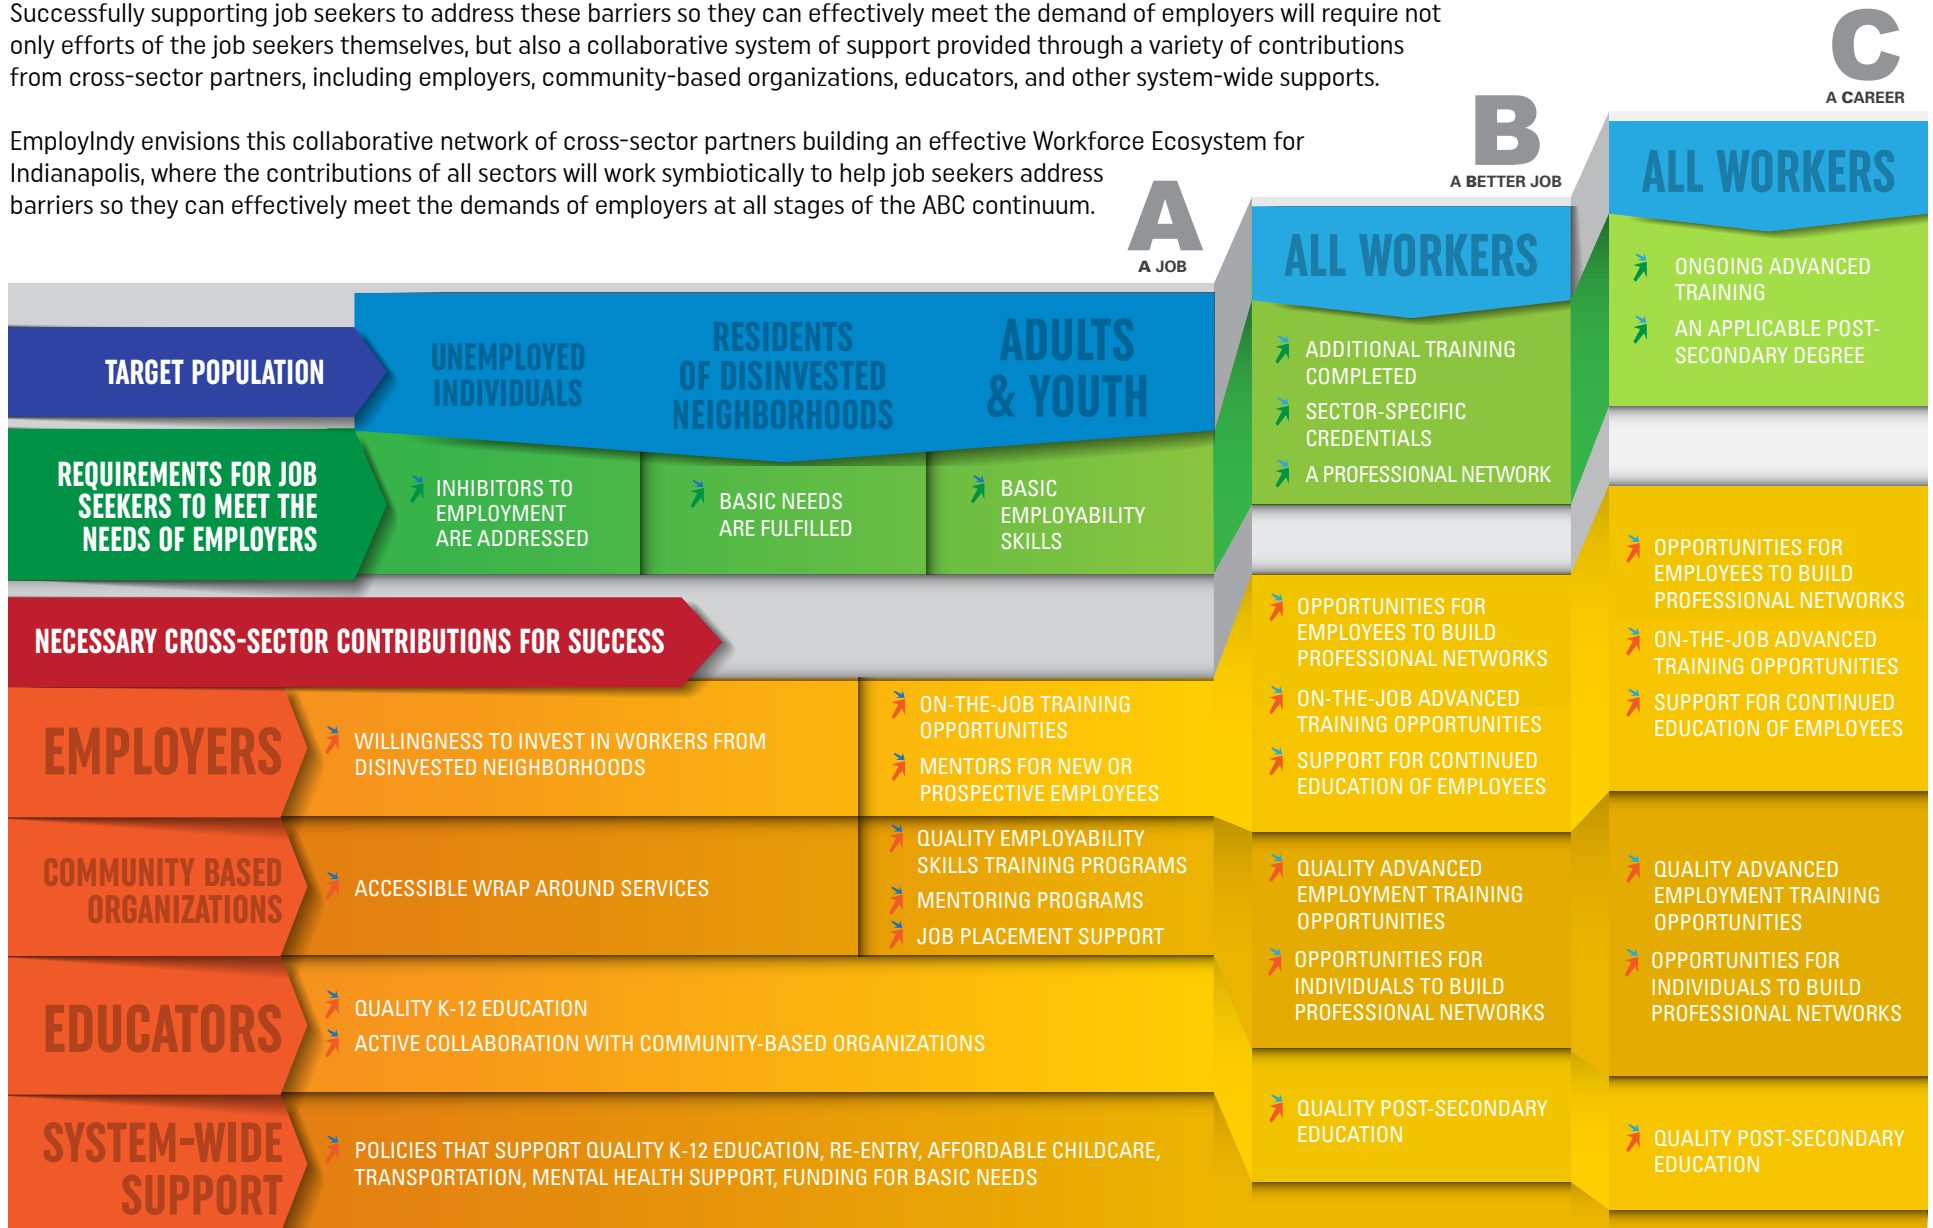 Successfully supporting job seekers to address these barriers so they can effectively meet the demand of employers will require not
only efforts of the job seekers themselves, but also a collaborative system of support provided through a variety of contributions
from cross-sector partners, including employers, community-based organizations, educators, and other system-wide supports.
EmployIndy envisions this collaborative network of cross-sector partners building an effective Workforce Ecosystem for
Indianapolis, where the contributions of all sectors will work symbiotically to help job seekers address
barriers so they can effectively meet the demands of employers at all stages of the ABC continuum.
A
A JOB
B
A BETTER JOB
C
A CAREER
TARGET POPULATION
UNEMPLOYED
INDIVIDUALS
RESIDENTS
OF DISINVESTED
NEIGHBORHOODS
ADULTS
& YOUTH
ALL WORKERS
ALL WORKERS
REQUIREMENTS FOR JOB
SEEKERS TO MEET THE
NEEDS OF EMPLOYERS
INHIBITORS TO
EMPLOYMENT
ARE ADDRESSED
BASIC NEEDS
ARE FULFILLED
BASIC
EMPLOYABILITY
SKILLS
ADDITIONAL TRAINING
COMPLETED
SECTOR-SPECIFIC
CREDENTIALS
A PROFESSIONAL NETWORK
ONGOING ADVANCED
TRAINING
AN APPLICABLE POST-
SECONDARY DEGREE
NECESSARY CROSS-SECTOR CONTRIBUTIONS FOR SUCCESS
EMPLOYERS
WILLINGNESS TO INVEST IN WORKERS FROM
DISINVESTED NEIGHBORHOODS
ON-THE-JOB TRAINING
OPPORTUNITIES
MENTORS FOR NEW OR
PROSPECTIVE EMPLOYEES
OPPORTUNITIES FOR
EMPLOYEES TO BUILD
PROFESSIONAL NETWORKS
ON-THE-JOB ADVANCED
TRAINING OPPORTUNITIES
SUPPORT FOR CONTINUED
EDUCATION OF EMPLOYEES
OPPORTUNITIES FOR
EMPLOYEES TO BUILD
PROFESSIONAL NETWORKS
ON-THE-JOB ADVANCED
TRAINING OPPORTUNITIES
SUPPORT FOR CONTINUED
EDUCATION OF EMPLOYEES
COMMUNITY BASED
ORGANIZATIONS
ACCESSIBLE WRAP AROUND SERVICES
QUALITY EMPLOYABILITY
SKILLS TRAINING PROGRAMS
MENTORING PROGRAMS
JOB PLACEMENT SUPPORT
QUALITY ADVANCED
EMPLOYMENT TRAINING
OPPORTUNITIES
OPPORTUNITIES FOR
INDIVIDUALS TO BUILD
PROFESSIONAL NETWORKS
QUALITY ADVANCED
EMPLOYMENT TRAINING
OPPORTUNITIES
OPPORTUNITIES FOR
INDIVIDUALS TO BUILD
PROFESSIONAL NETWORKS
EDUCATORS
QUALITY K-12 EDUCATION
ACTIVE COLLABORATION WITH COMMUNITY-BASED ORGANIZATIONS
QUALITY POST-SECONDARY
EDUCATION
QUALITY POST-SECONDARY
EDUCATION
SYSTEM-WIDE
SUPPORT
POLICIES THAT SUPPORT QUALITY K-12 EDUCATION, RE-ENTRY, AFFORDABLE CHILDCARE,
TRANSPORTATION, MENTAL HEALTH SUPPORT, FUNDING FOR BASIC NEEDS